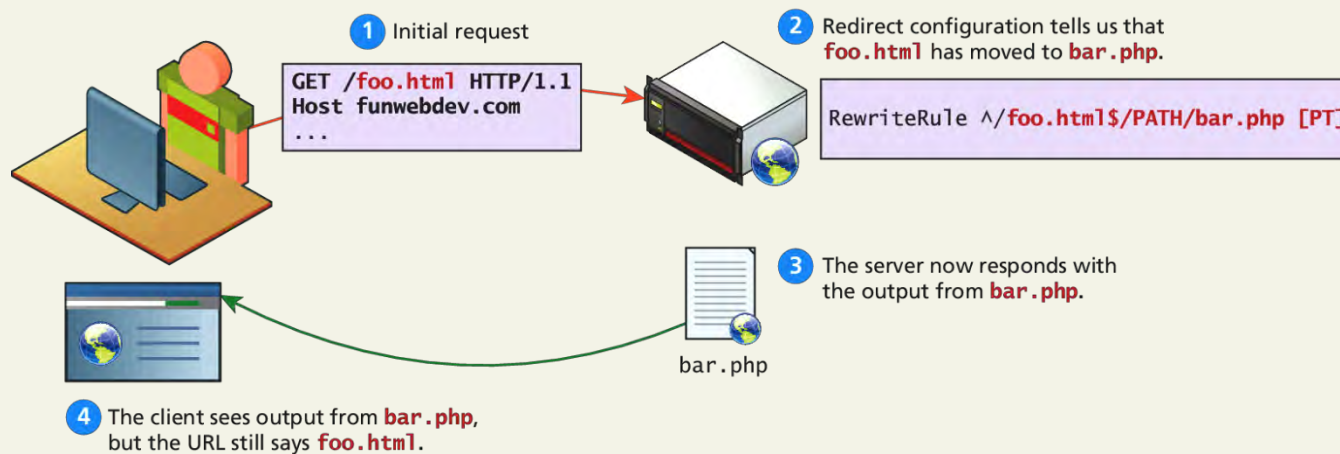 1 Initial request
GET /foo.html HTTP/1.1
Host funwebdev.com
...
2 Redirect configuration tells us that
foo.html has moved to bar.php.
RewriteRule ^/foo.html$/PATH/bar.php [PT]
3 The server now responds with
the output from bar.php.
bar.php
4 The client sees output from bar.php,
but the URL still says foo.html.